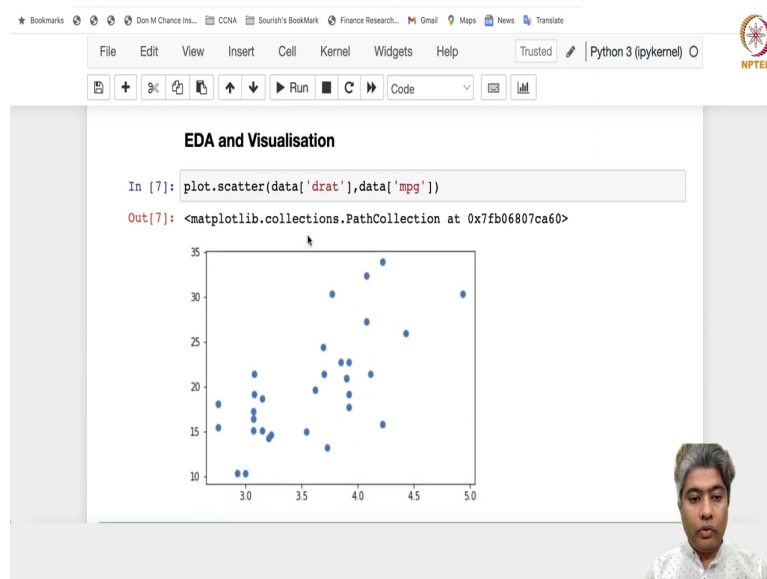 Bookmarks Don M Chance Ins... CCNA Sourish's BookMark Finance Research... Gmail Maps News Translate
File Edit View Insert Cell Kernel Widgets Help Trusted Python 3 (ipykernel)
NPTEL
Run Code
EDA and Visualisation
In [7]: plot.scatter(data['drat'],data['mpg'])
Out[7]: <matplotlib.collections.PathCollection at 0x7fb06807ca60>
35
30
25
20
15
10
3.0 3.5 4.0 4.5 5.0